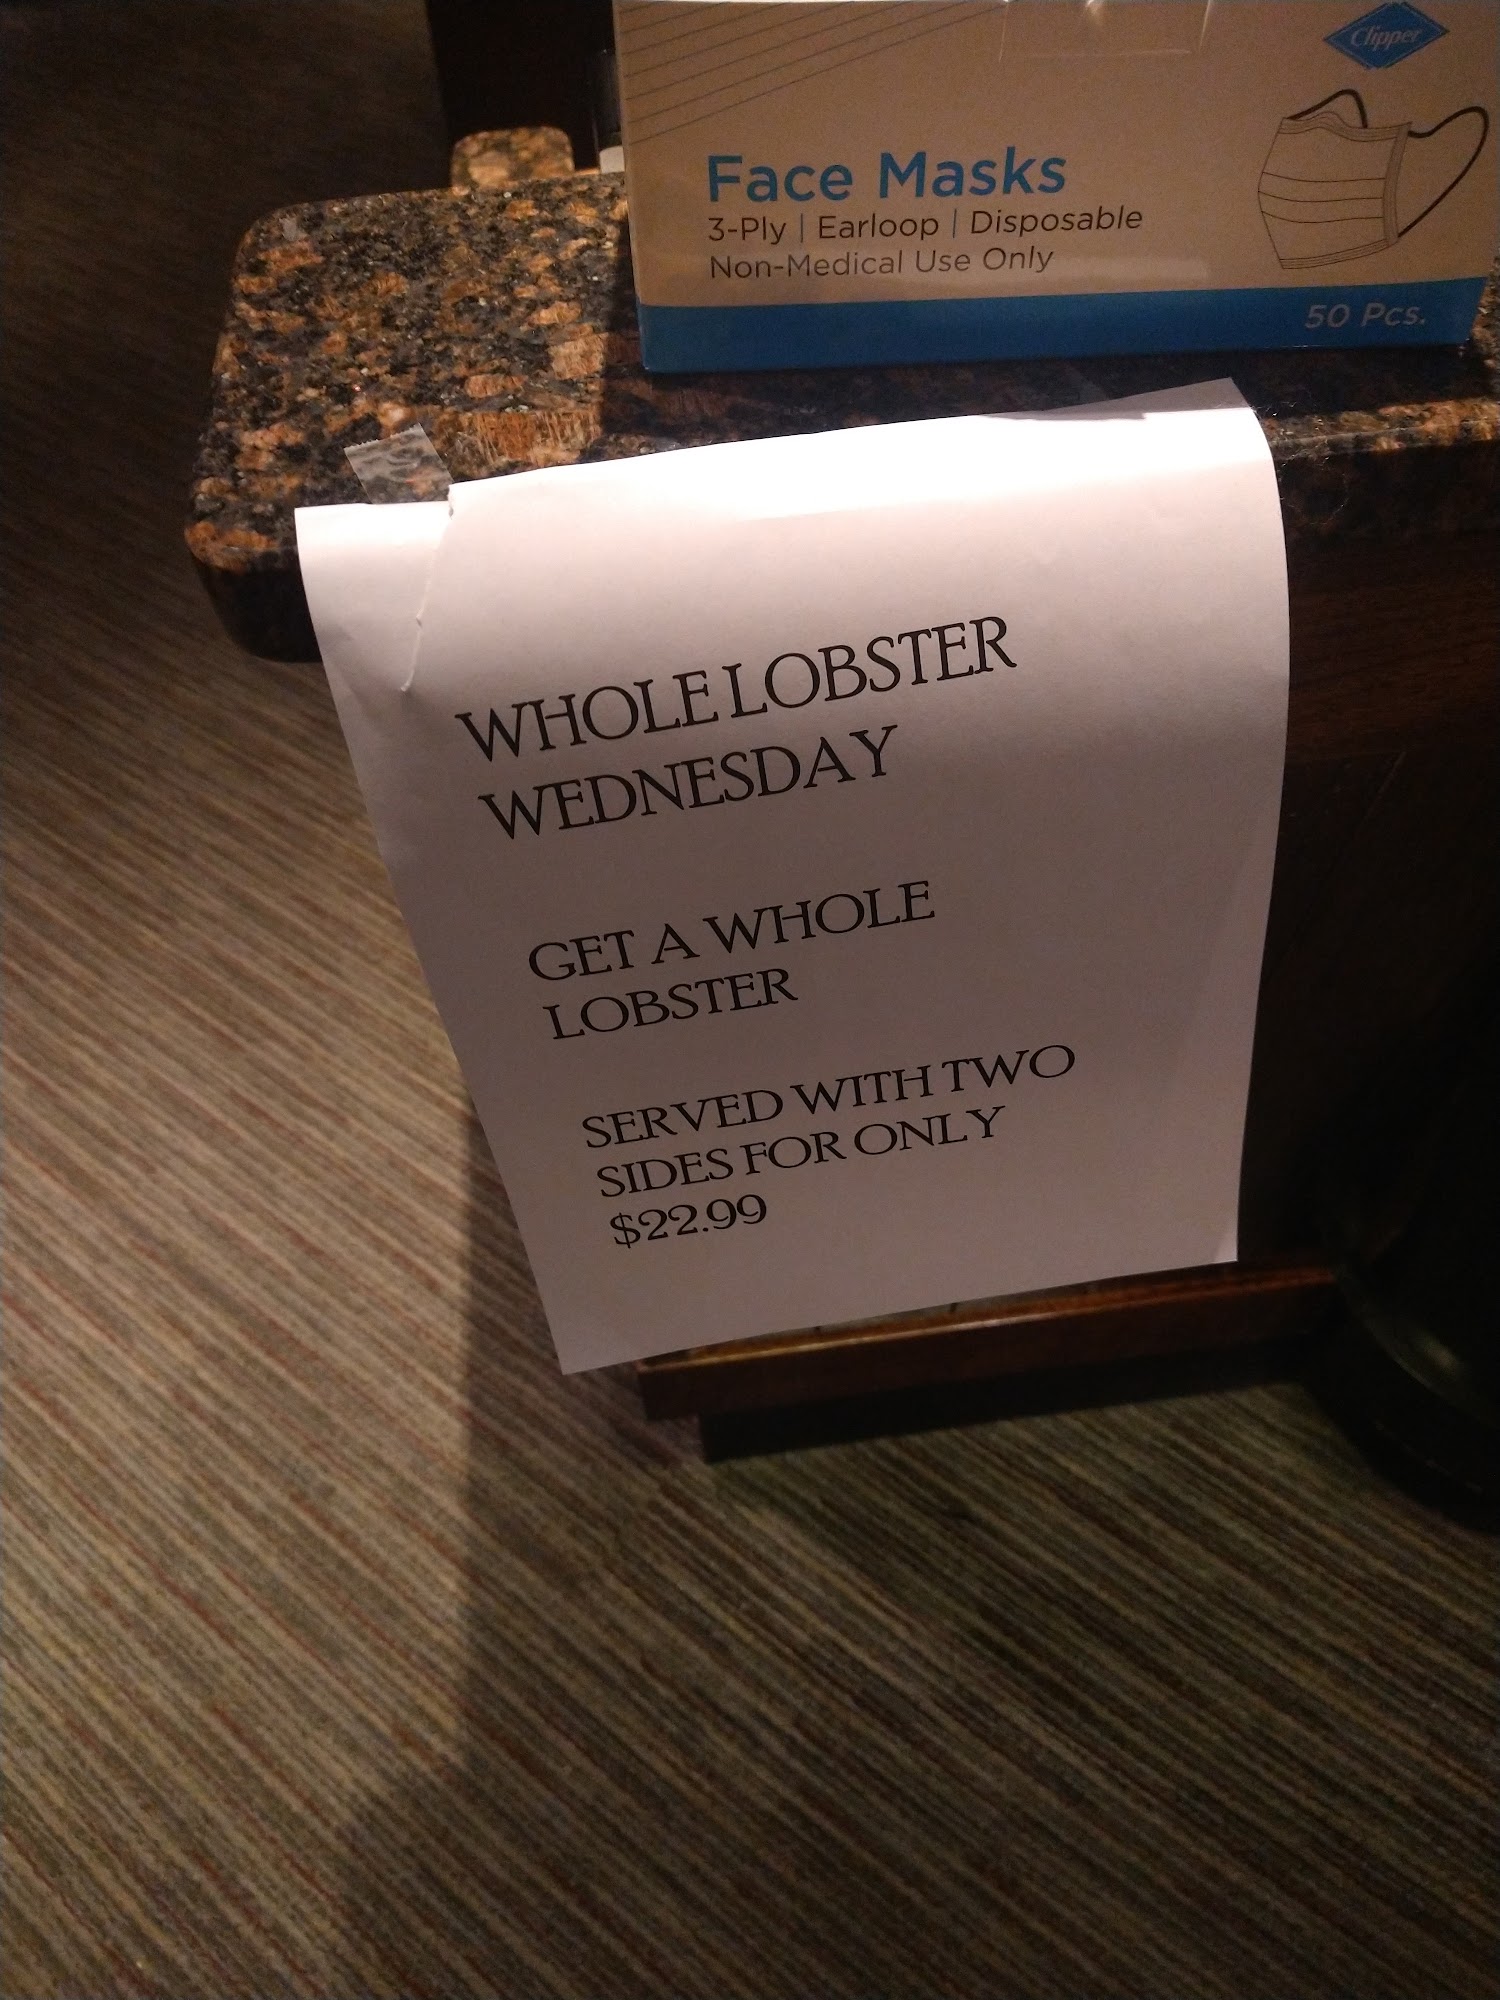 Clipper
Face Masks
3-Ply | Earloop | Disposable
Non-Medical Use Only
50 Pcs.
WHOLE LOBSTER
WEDNESDAY
GET A WHOLE
LOBSTER
SERVED WITH TWO
SIDES FOR ONLY
$22.99